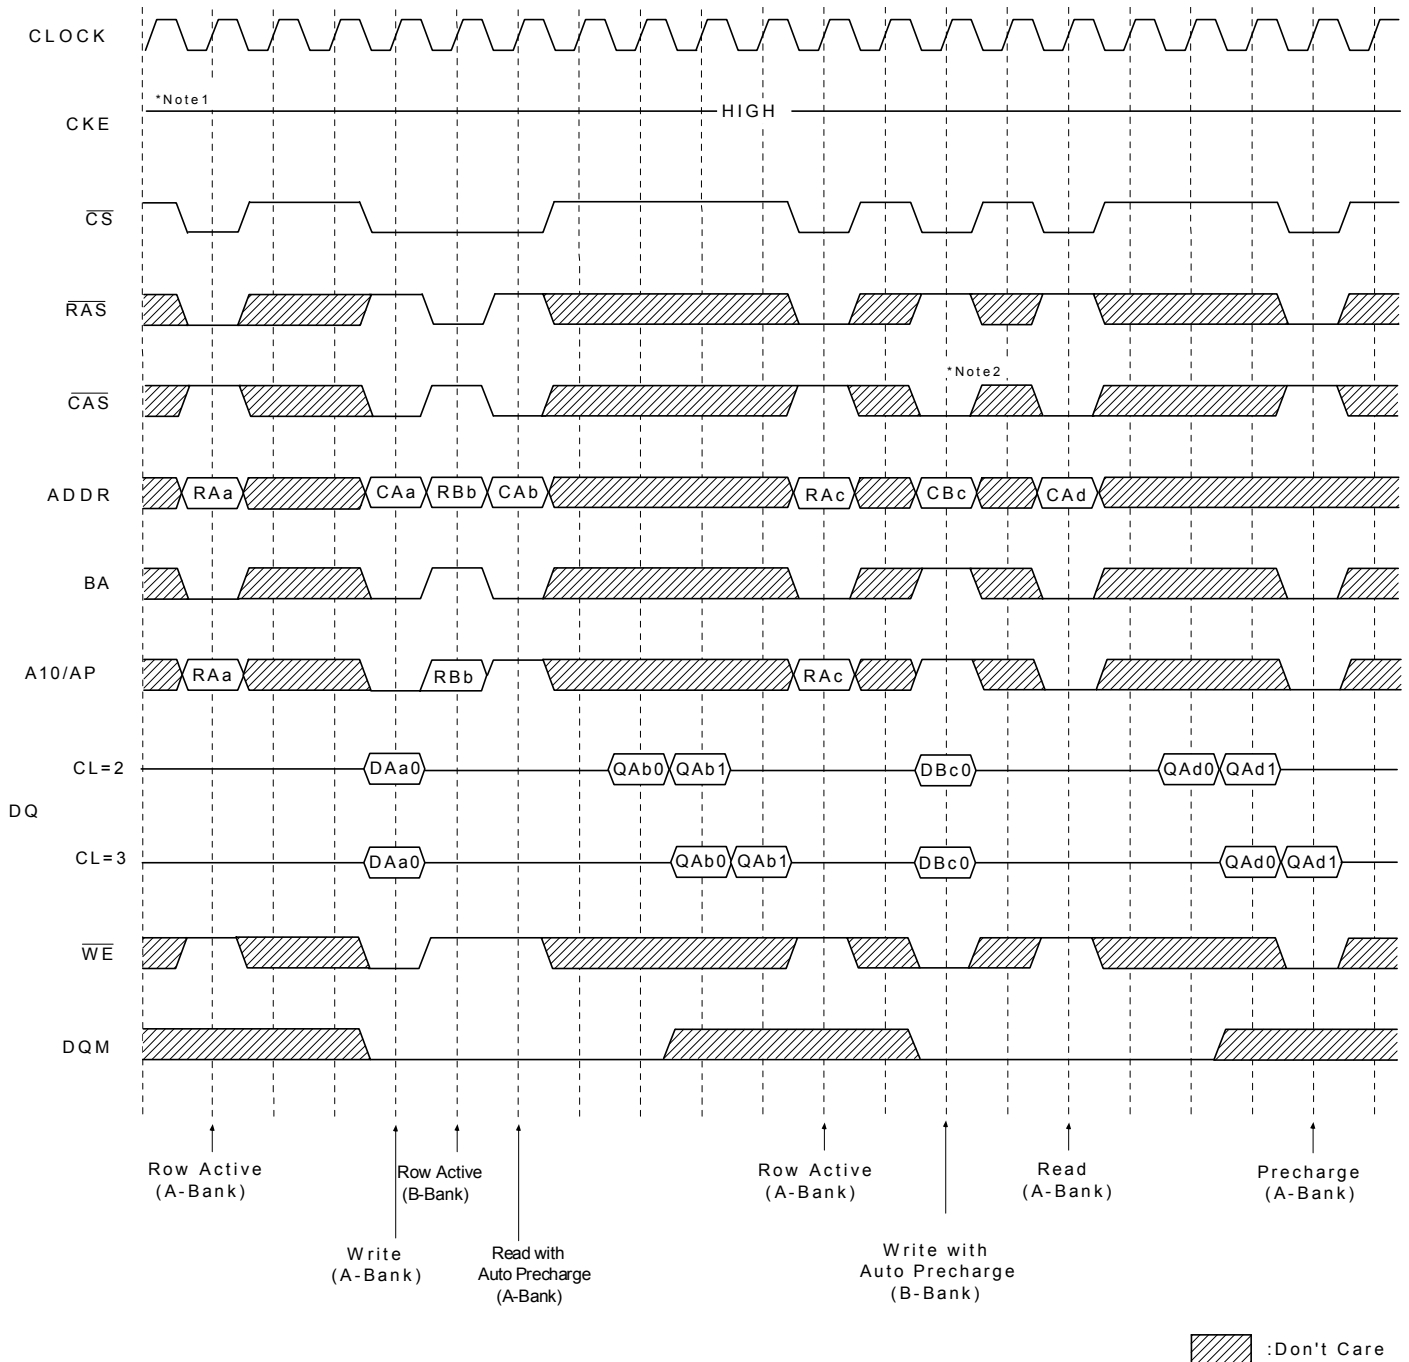 CLOCK
*Note1
HIGH
CKE
CS
RAS
*Note2
CAS
ADDR RAa CAa RBb CAb RAc CBc CAd
BA
A10/AP RAa RBb RAc
CL=2 DAa0 QAb0 QAb1 DBc0 QAd0 QAd1
DQ
CL=3 DAa0 QAb0 QAb1 DBc0 QAd0 QAd1
WE
DQM
Row Active
(A-Bank)
Row Active
(B-Bank)
Row Active
(A-Bank)
Read
(A-Bank)
Precharge
(A-Bank)
Write
(A-Bank)
Read with
Auto Precharge
(A-Bank)
Write with
Auto Precharge
(B-Bank)
:Don't Care